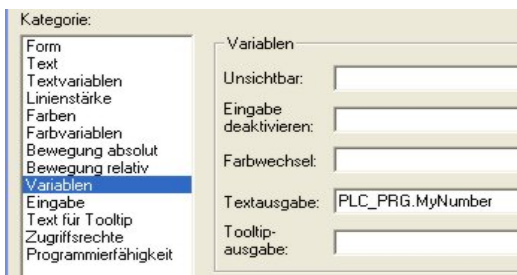 Kategorie:
Form
Text
Textvariablen
Linienstärke
Farben
Farbvariablen
Bewegung absolut
Bewegung relativ
Variablen
Eingabe
Text für Tooltip
Zugriffsrechte
Programmierfähigkeit
Variablen
Unsichtbar:
Eingabe
deaktivieren:
Farbwechsel:
Textausgabe: PLC_PRG.MyNumber
Tooltip-
ausgabe: